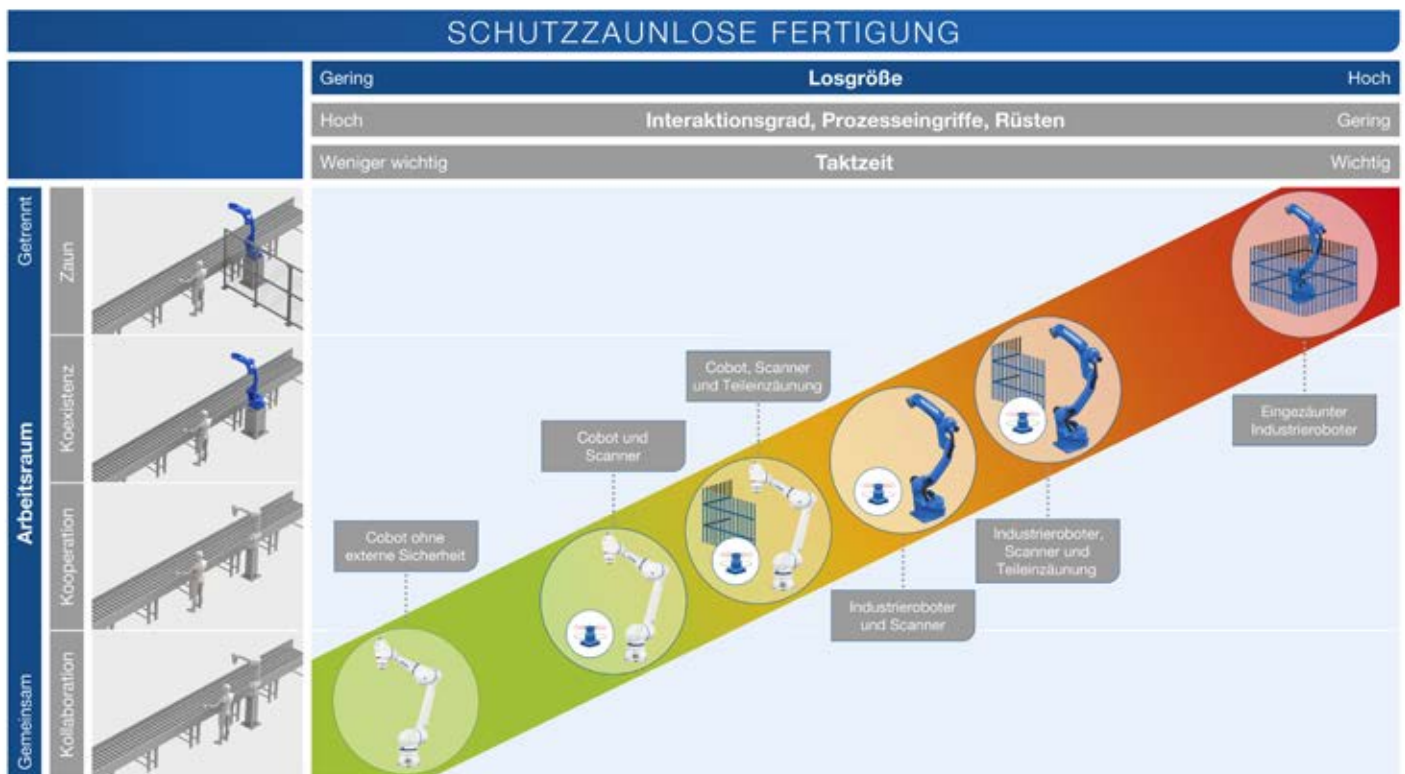 SCHUTZZAUNLOSE FERTIGUNG
Gering Losgröße Hoch
Hoch Interaktionsgrad, Prozesseingriffe, Rüsten Gering
Weniger wichtig Taktzeit Wichtig
Getrennt
Arbeitsraum
Gemeinsam
Zaun
Koexistenz
Kooperation
Kollaboration
Cobot ohne
externe Sicherheit
Cobot und
Scanner
Cobot, Scanner
und Teileinzäunung
Industrieroboter
und Scanner
Industrieroboter,
Scanner und
Teileinzäunung
Eingezäunter
Industrieroboter